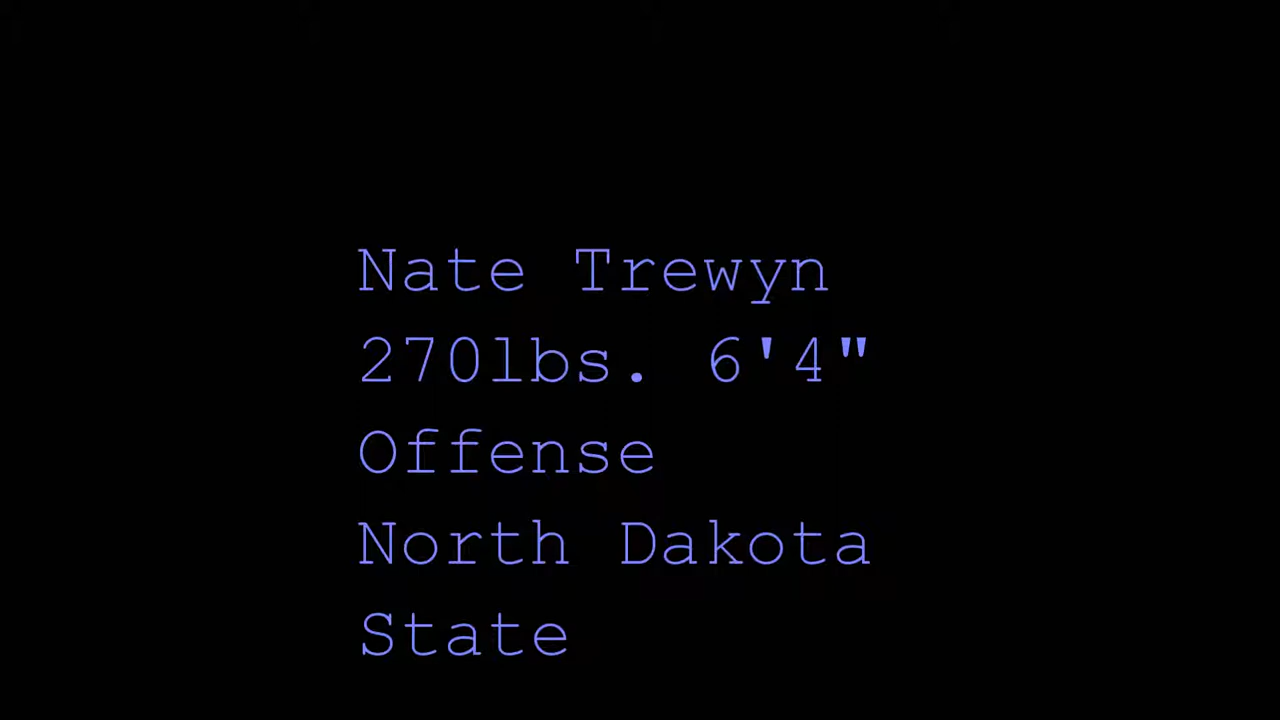 Nate Trewyn
270lbs. 6'4"
Offense
North Dakota
State